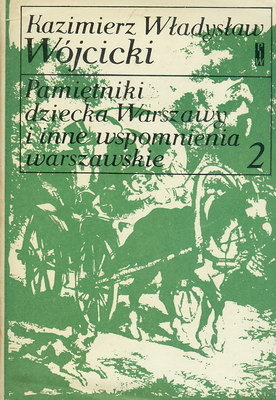 Kazimierz Władysław
Wójcicki
Pamiętniki
dziecka Warszawy
i inne wspomnienia
warszawskie 2